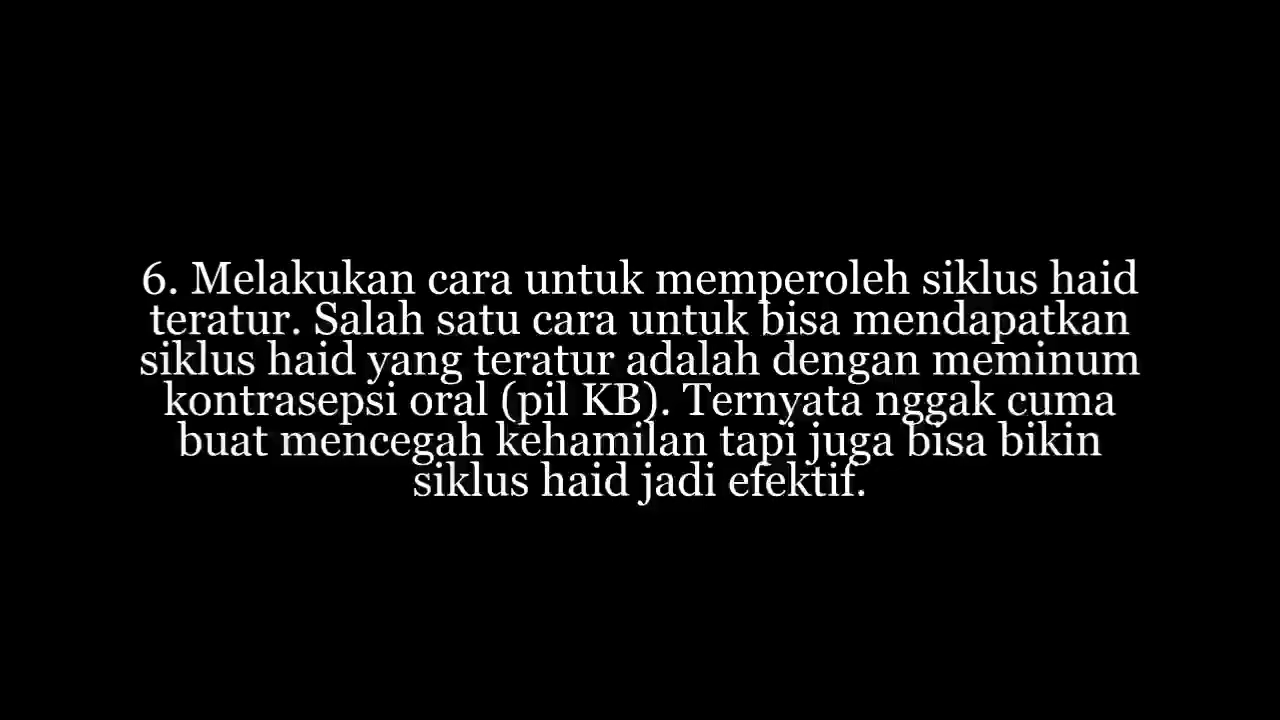 6. Melakukan cara untuk memperoleh siklus haid
teratur. Salah satu cara untuk bisa mendapatkan
siklus haid yang teratur adalah dengan meminum
kontrasepsi oral (pil KB). Ternyata nggak cuma
buat mencegah kehamilan tapi juga bisa bikin
siklus haid jadi efektif.